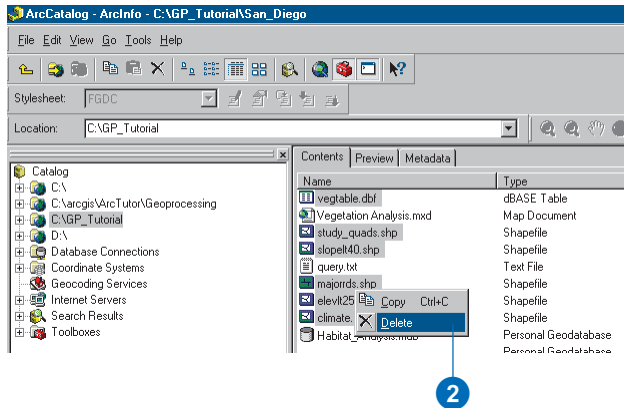 ArcCatalog - ArcInfo - C:\GP_Tutorial\San_Diego
File Edit View Go Tools Help
Stylesheet: FGDC
Location: C:\GP_Tutorial
Contents Preview Metadata
Catalog
C:\
C:\arcgis\ArcTutor\Geoprocessing
C:\GP_Tutorial
D:\
Database Connections
Coordinate Systems
Geocoding Services
Internet Servers
Search Results
Toolboxes
Name Type
vegtable.dbf dBASE Table
Vegetation Analysis.mxd Map Document
study_quads.shp Shapefile
slopelt40.shp Shapefile
query.txt Text File
majorrds.shp Shapefile
elevlt25 Shapefile
climate. Shapefile
Habitat_Analysis.mdb Personal Geodatabase
Personal Geodatabase
Copy Ctrl+C
Delete
2